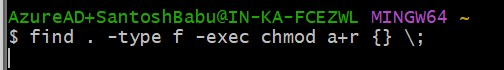 AzureAD+SantoshBabu@IN-KA-FCEZWL MINGW64 ~
$ find . -type f -exec chmod a+r {} \;